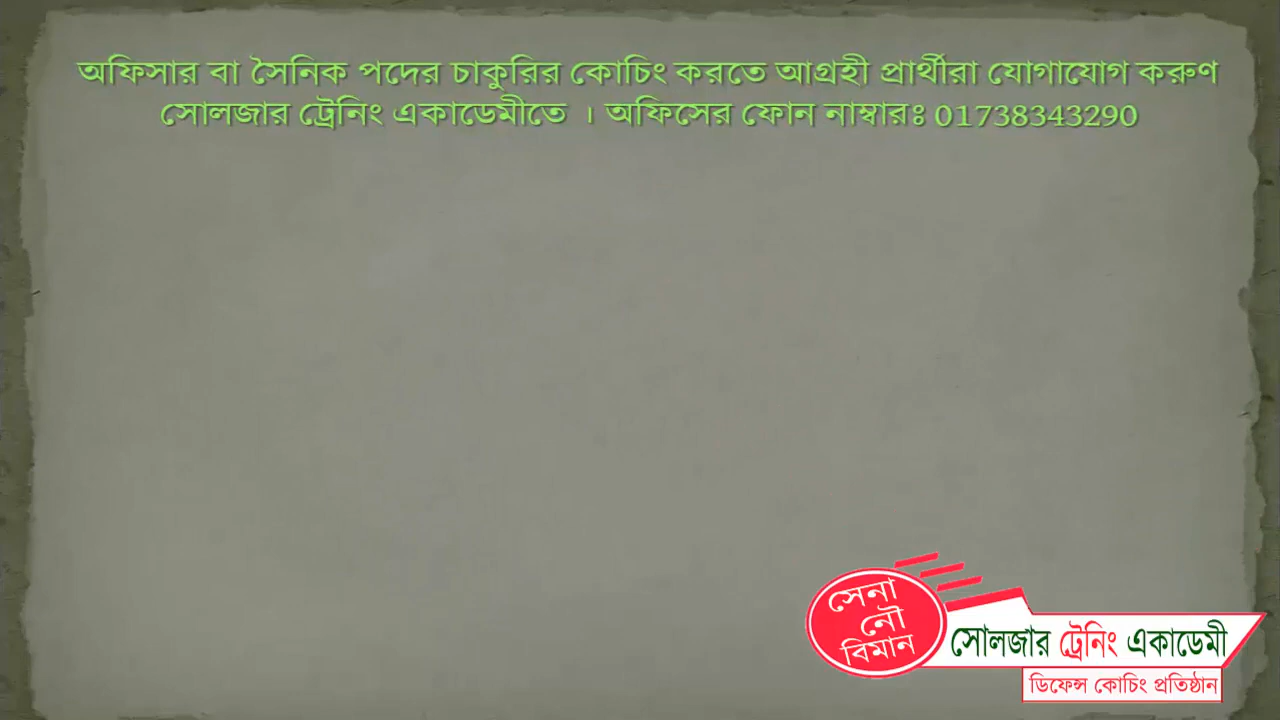 অফিসার বা সৈনিক পদের চাকুরির কোচিং করতে আগ্রহী প্রার্থীরা যোগাযোগ করুণ
সোলজার ট্রেনিং একাডেমীতে । অফিসের ফোন নাম্বারঃ 01738343290
সেনা
নৌ
বিমান
সোলজার ট্রেনিং একাডেমী
ডিফেন্স কোচিং প্রতিষ্ঠান